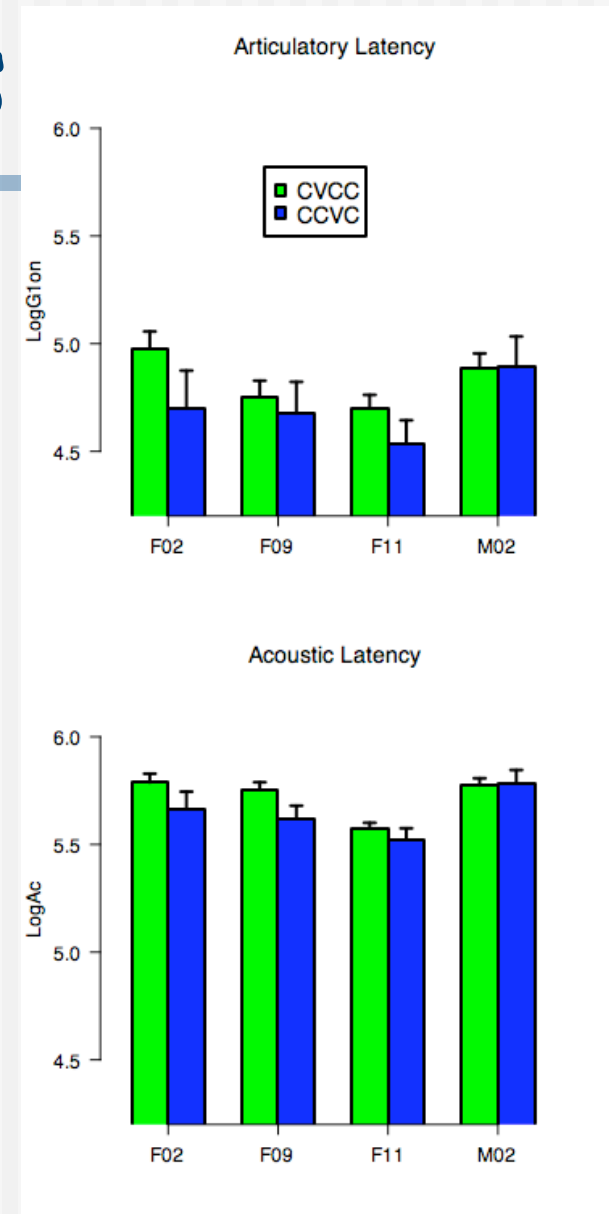 Articulatory Latency
6.0
5.5
5.0
4.5
LogG1on
CVCC
CCVC
F02 F09 F11 M02
Acoustic Latency
6.0
5.5
5.0
4.5
LogAc
F02 F09 F11 M02